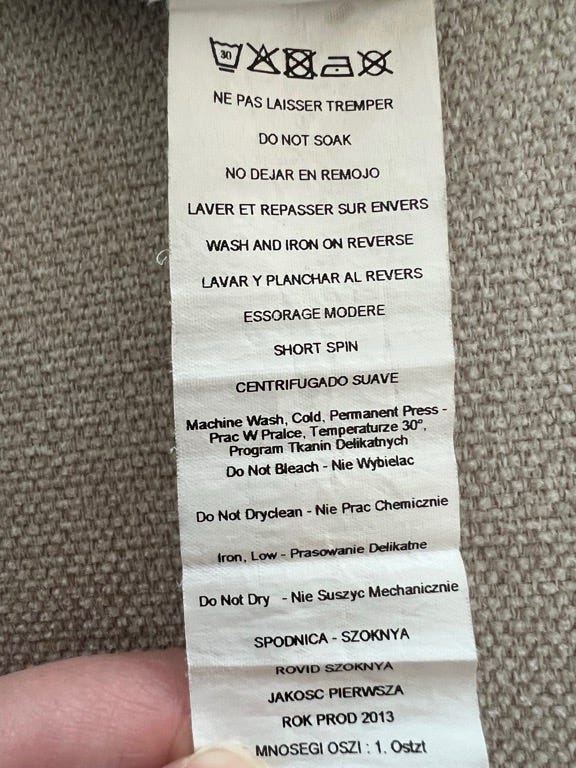 30
NE PAS LAISSER TREMPER
DO NOT SOAK
NO DEJAR EN REMOJO
LAVER ET REPASSER SUR ENVERS
WASH AND IRON ON REVERSE
LAVAR Y PLANCHAR AL REVERS
ESSORAGE MODERE
SHORT SPIN
CENTRIFUGADO SUAVE
Machine Wash, Cold, Permanent Press -
Prac W Pralce, Temperaturze 30°,
Program Tkanin Delikatnych
Do Not Bleach - Nie Wybielac
Do Not Dryclean - Nie Prac Chemicznie
Iron, Low - Prasowanie Delikatne
Do Not Dry - Nie Suszyc Mechanicznie
SPODNICA - SZOKNYA
ROVID SZOKNYA
JAKOSC PIERWSZA
ROK PROD 2013
MNOSEGI OSZI : 1. Ostzt